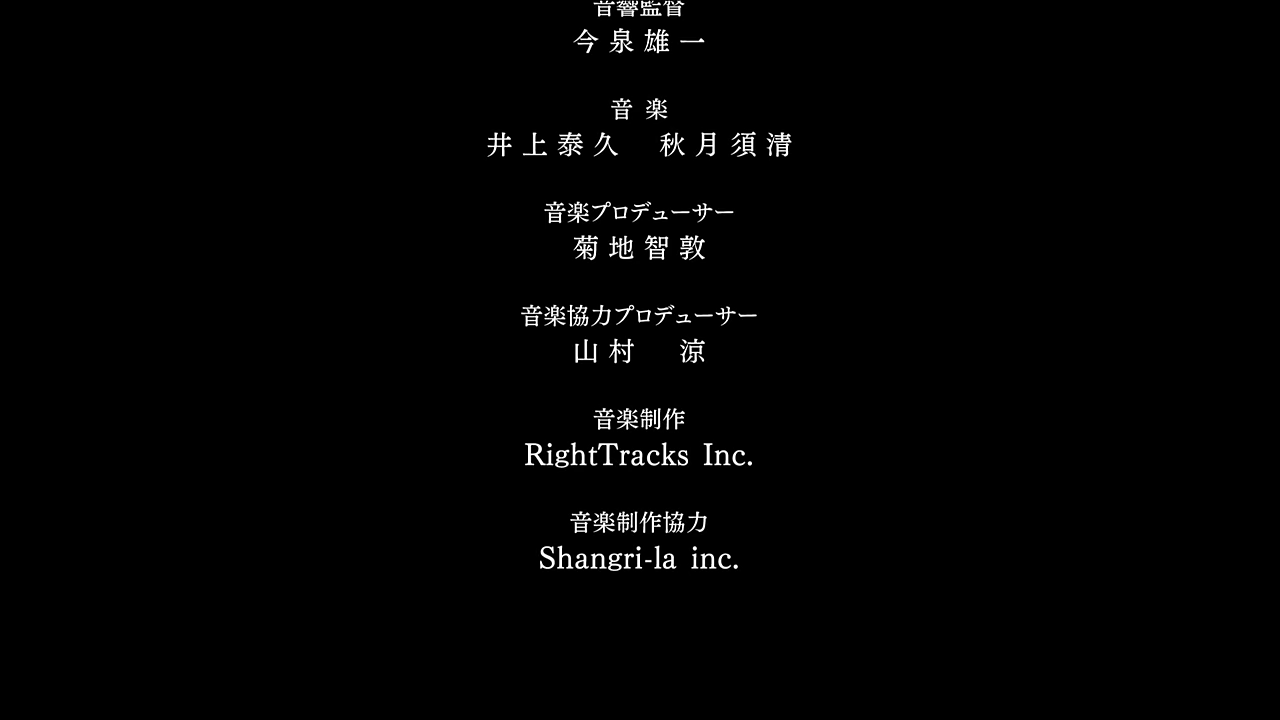 音響監督
今泉雄一
音楽
井上泰久　秋月須清
音楽プロデューサー
菊地智敦
音楽協力プロデューサー
山村　涼
音楽制作
RightTracks Inc.
音楽制作協力
Shangri-la inc.